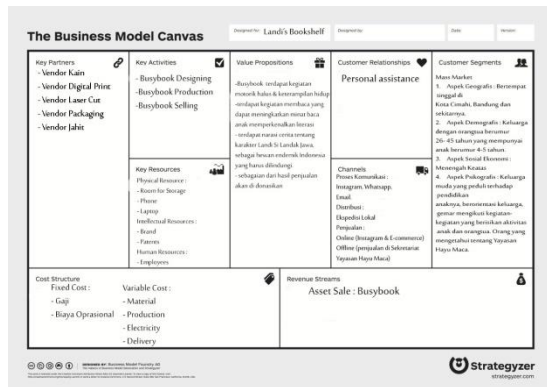 The Business Model Canvas
Designed for: Landi's Bookshelf
Designed by:
Date:
Version:
Key Partners
- Vendor Kain
- Vendor Digital Print
- Vendor Laser Cut
- Vendor Packaging
- Vendor Jahit
Key Activities
- Busybook Designing
-Busybook Production
-Busybook Selling
Key Resources
Physical Resource :
- Room for Storage
- Phone
- Laptop
Intellectual Resources :
- Brand
- Patents
Human Resources :
- Employees
Value Propositions
-Busybook terdapat kegiatan
motorik halus & keterampilan hidup
-terdapat kegiatan membaca yang
dapat meningkatkan minat baca
anak memperkenalkan literasi
- terdapat narasi cerita tentang
karakter Landi Si Landak Jawa,
sebagai hewan endemik Indonesia
yang harus dilindungi
- sebagaian dari hasil penjualan
akan di donasikan
Customer Relationships
Personal assistance
Channels
Proses Komunikasi :
Instagram, Whatsapp,
Email.
Distribusi :
Ekspedisi Lokal
Penjualan :
Online (Instagram & E-commerce)
Offline (penjualan di Sekretariat
Yayasan Hayu Maca)
Customer Segments
Mass Market
1. Aspek Geografis : Bertempat
tinggal di
Kota Cimahi, Bandung dan
sekitarnya.
2. Aspek Demografis : Keluarga
dengan orangtua berumur
26- 45 tahun yang mempunyai
anak berumur 4-5 tahun.
3. Aspek Sosial Ekonomi :
Menengah Keatas
4. Aspek Psikologis : Keluarga
muda yang peduli terhadap
pendidikan
anaknya, berorientasi keluarga,
gemar mengikuti kegiatan-
kegiatan yang berisikan aktivitas
anak dan orangtua. Orang yang
mengetahui tentang Yayasan
Hayu Maca.
Cost Structure
Fixed Cost :
- Gaji
- Biaya Oprasional
Variable Cost :
- Material
- Production
- Electricity
- Delivery
Revenue Streams
Asset Sale : Busybook
DESIGNED BY: Business Model Foundry AG
Strategyzer
strategyzer.com